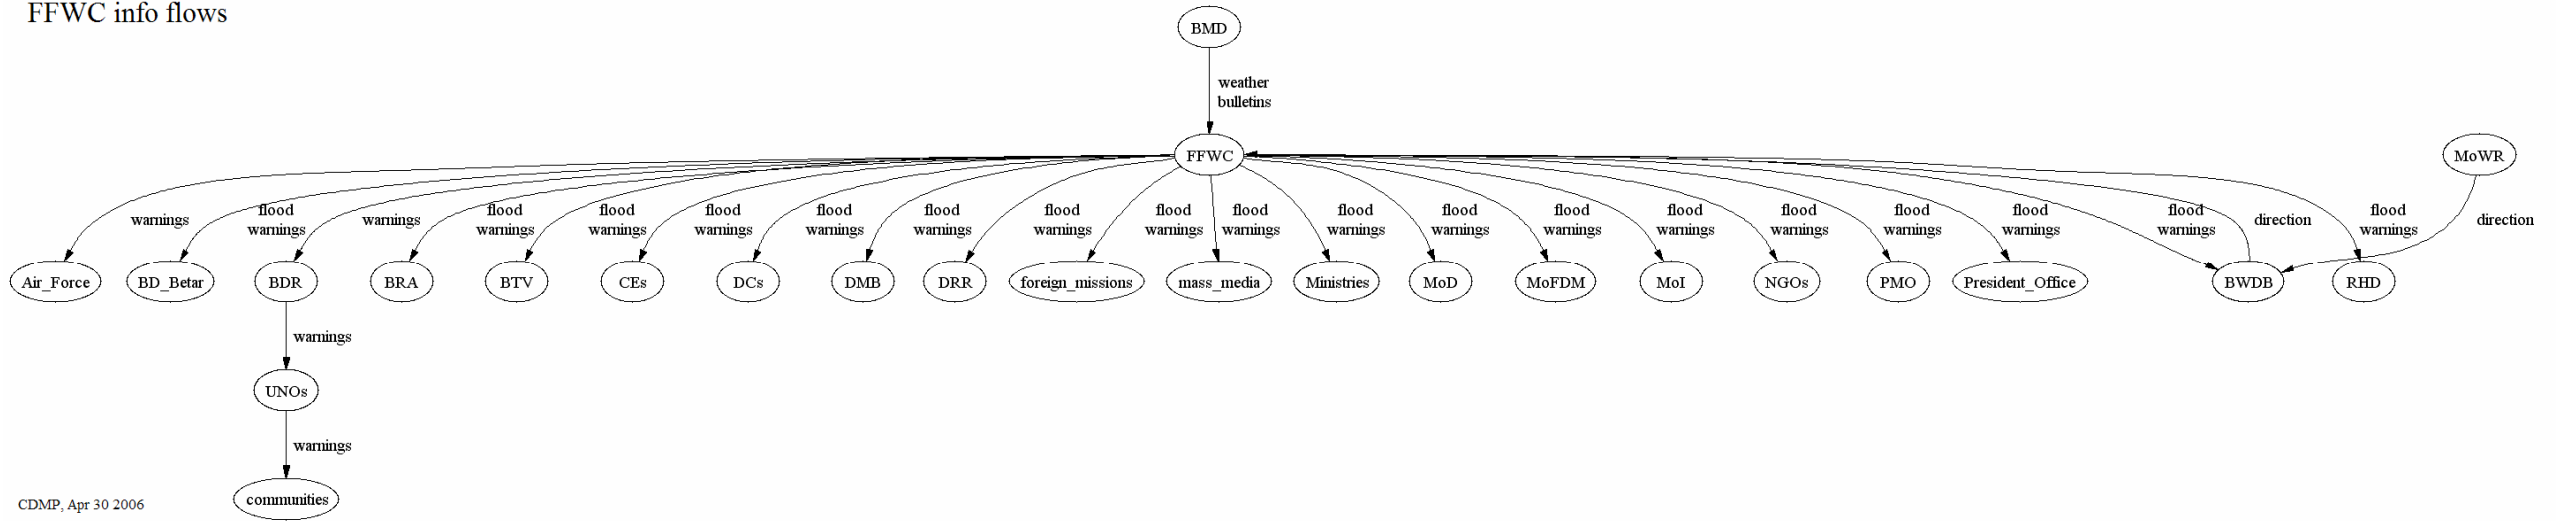 FFWC info flows
BMD
weather
bulletins
FFWC
MoWR
warnings
flood
warnings
warnings
flood
warnings
flood
warnings
flood
warnings
flood
warnings
flood
warnings
flood
warnings
flood
warnings
flood
warnings
flood
warnings
flood
warnings
flood
warnings
flood
warnings
flood
warnings
flood
warnings
flood
warnings
direction
flood
warnings
direction
Air_Force
BD_Betar
BDR
BRA
BTV
CEs
DCs
DMB
DRR
foreign_missions
mass_media
Ministries
MoD
MoFDM
MoI
NGOs
PMO
President_Office
BWDB
RHD
warnings
UNOs
warnings
communities
CDMP, Apr 30 2006